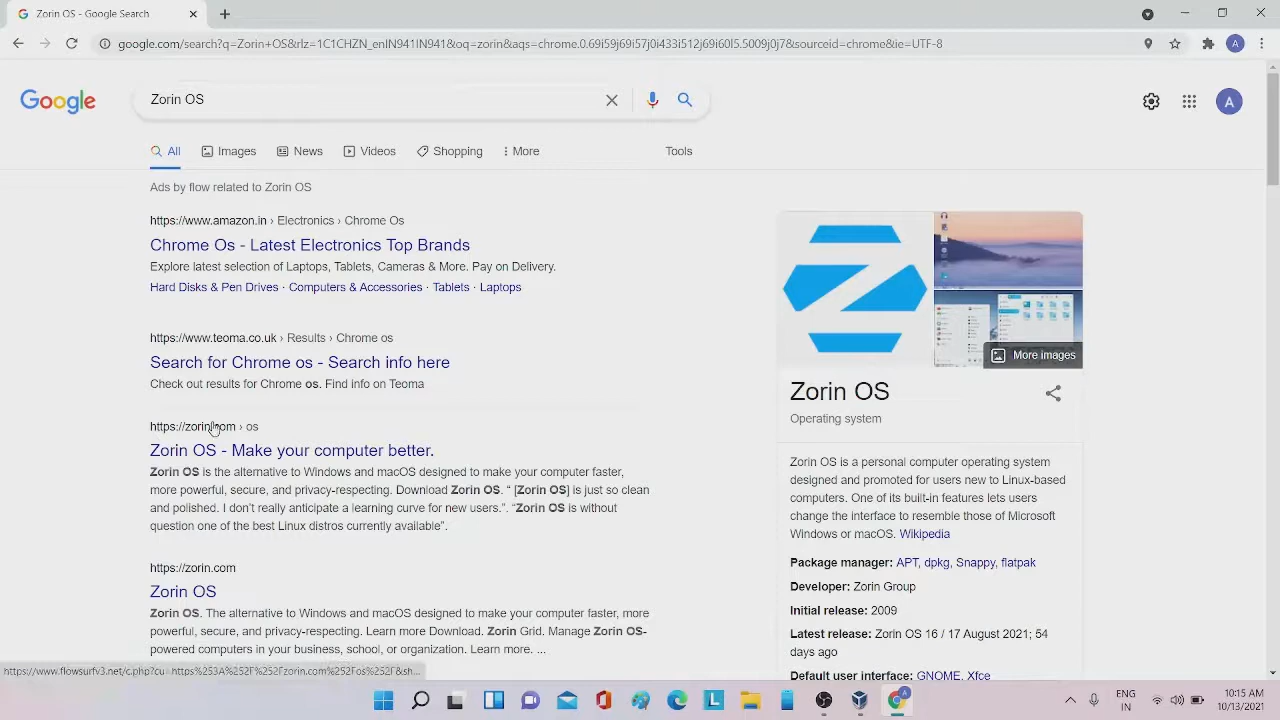 Zorin OS - Google Search
google.com/search?q=Zorin+OS&rlz=1C1CHZN_enIN941IN941&oq=zorin&aqs=chrome.0.69i59j69i57j0i433i512j69i60l5.5009j0j7&sourceid=chrome&ie=UTF-8
A
Google
Zorin OS
A
All
Images
News
Videos
Shopping
More
Tools
Ads by flow related to Zorin OS
https://www.amazon.in › Electronics › Chrome Os
Chrome Os - Latest Electronics Top Brands
Explore latest selection of Laptops, Tablets, Cameras & More. Pay on Delivery.
Hard Disks & Pen Drives · Computers & Accessories · Tablets · Laptops
https://www.teoma.co.uk › Results › Chrome os
Search for Chrome os - Search info here
Check out results for Chrome os. Find info on Teoma
https://zorin.com › os
Zorin OS - Make your computer better.
Zorin OS is the alternative to Windows and macOS designed to make your computer faster,
more powerful, secure, and privacy-respecting. Download Zorin OS. “ [Zorin OS] is just so clean
and polished. I don’t really anticipate a learning curve for new users.”. “Zorin OS is without
question one of the best Linux distros currently available”.
https://zorin.com
Zorin OS
Zorin OS. The alternative to Windows and macOS designed to make your computer faster, more
powerful, secure, and privacy-respecting. Learn more Download. Zorin Grid. Manage Zorin OS-
powered computers in your business, school, or organization. Learn more. ...
More images
Zorin OS
Operating system
Zorin OS is a personal computer operating system
designed and promoted for users new to Linux-based
computers. One of its built-in features lets users
change the interface to resemble those of Microsoft
Windows or macOS. Wikipedia
Package manager: APT, dpkg, Snappy, flatpak
Developer: Zorin Group
Initial release: 2009
Latest release: Zorin OS 16 / 17 August 2021; 54
days ago
Default user interface: GNOME, Xfce
https://www.flowsurfv3.net/c.php?cu=https%253A%252F%252Fzorin.com%252Fos%252F&sh...
L
A
ENG
IN
10:15 AM
10/13/2021